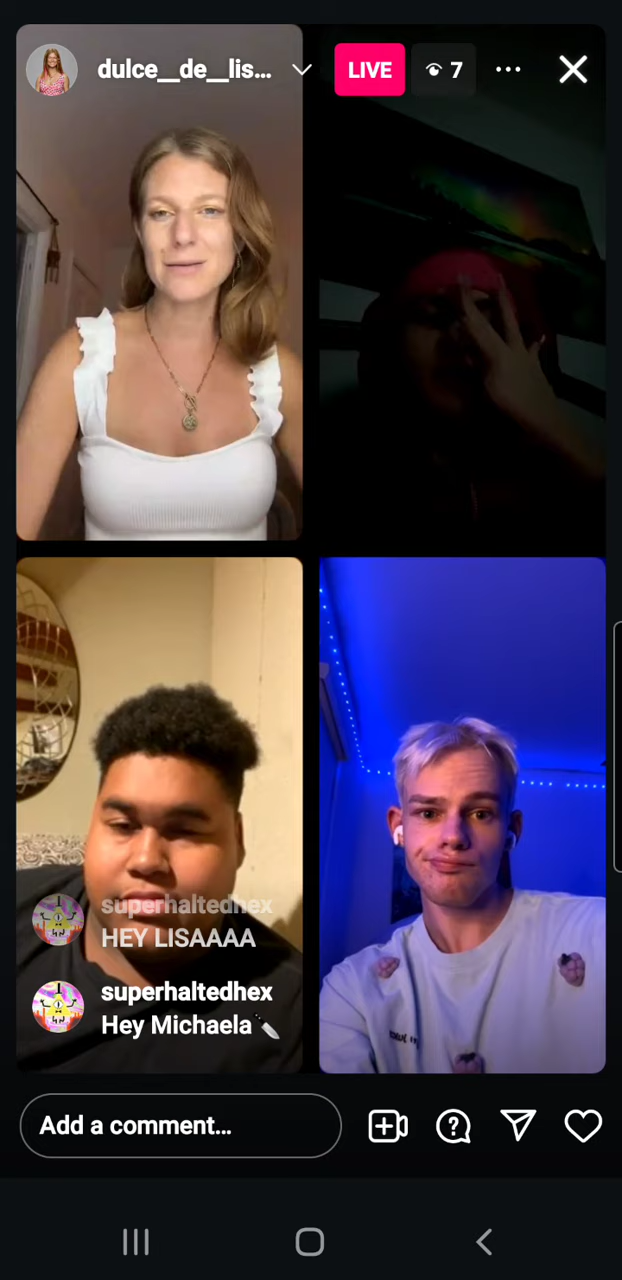 dulce__de__lis...
LIVE
7
superhaltedhex
HEY LISAAAA
superhaltedhex
Hey Michaela🔪
Add a comment...